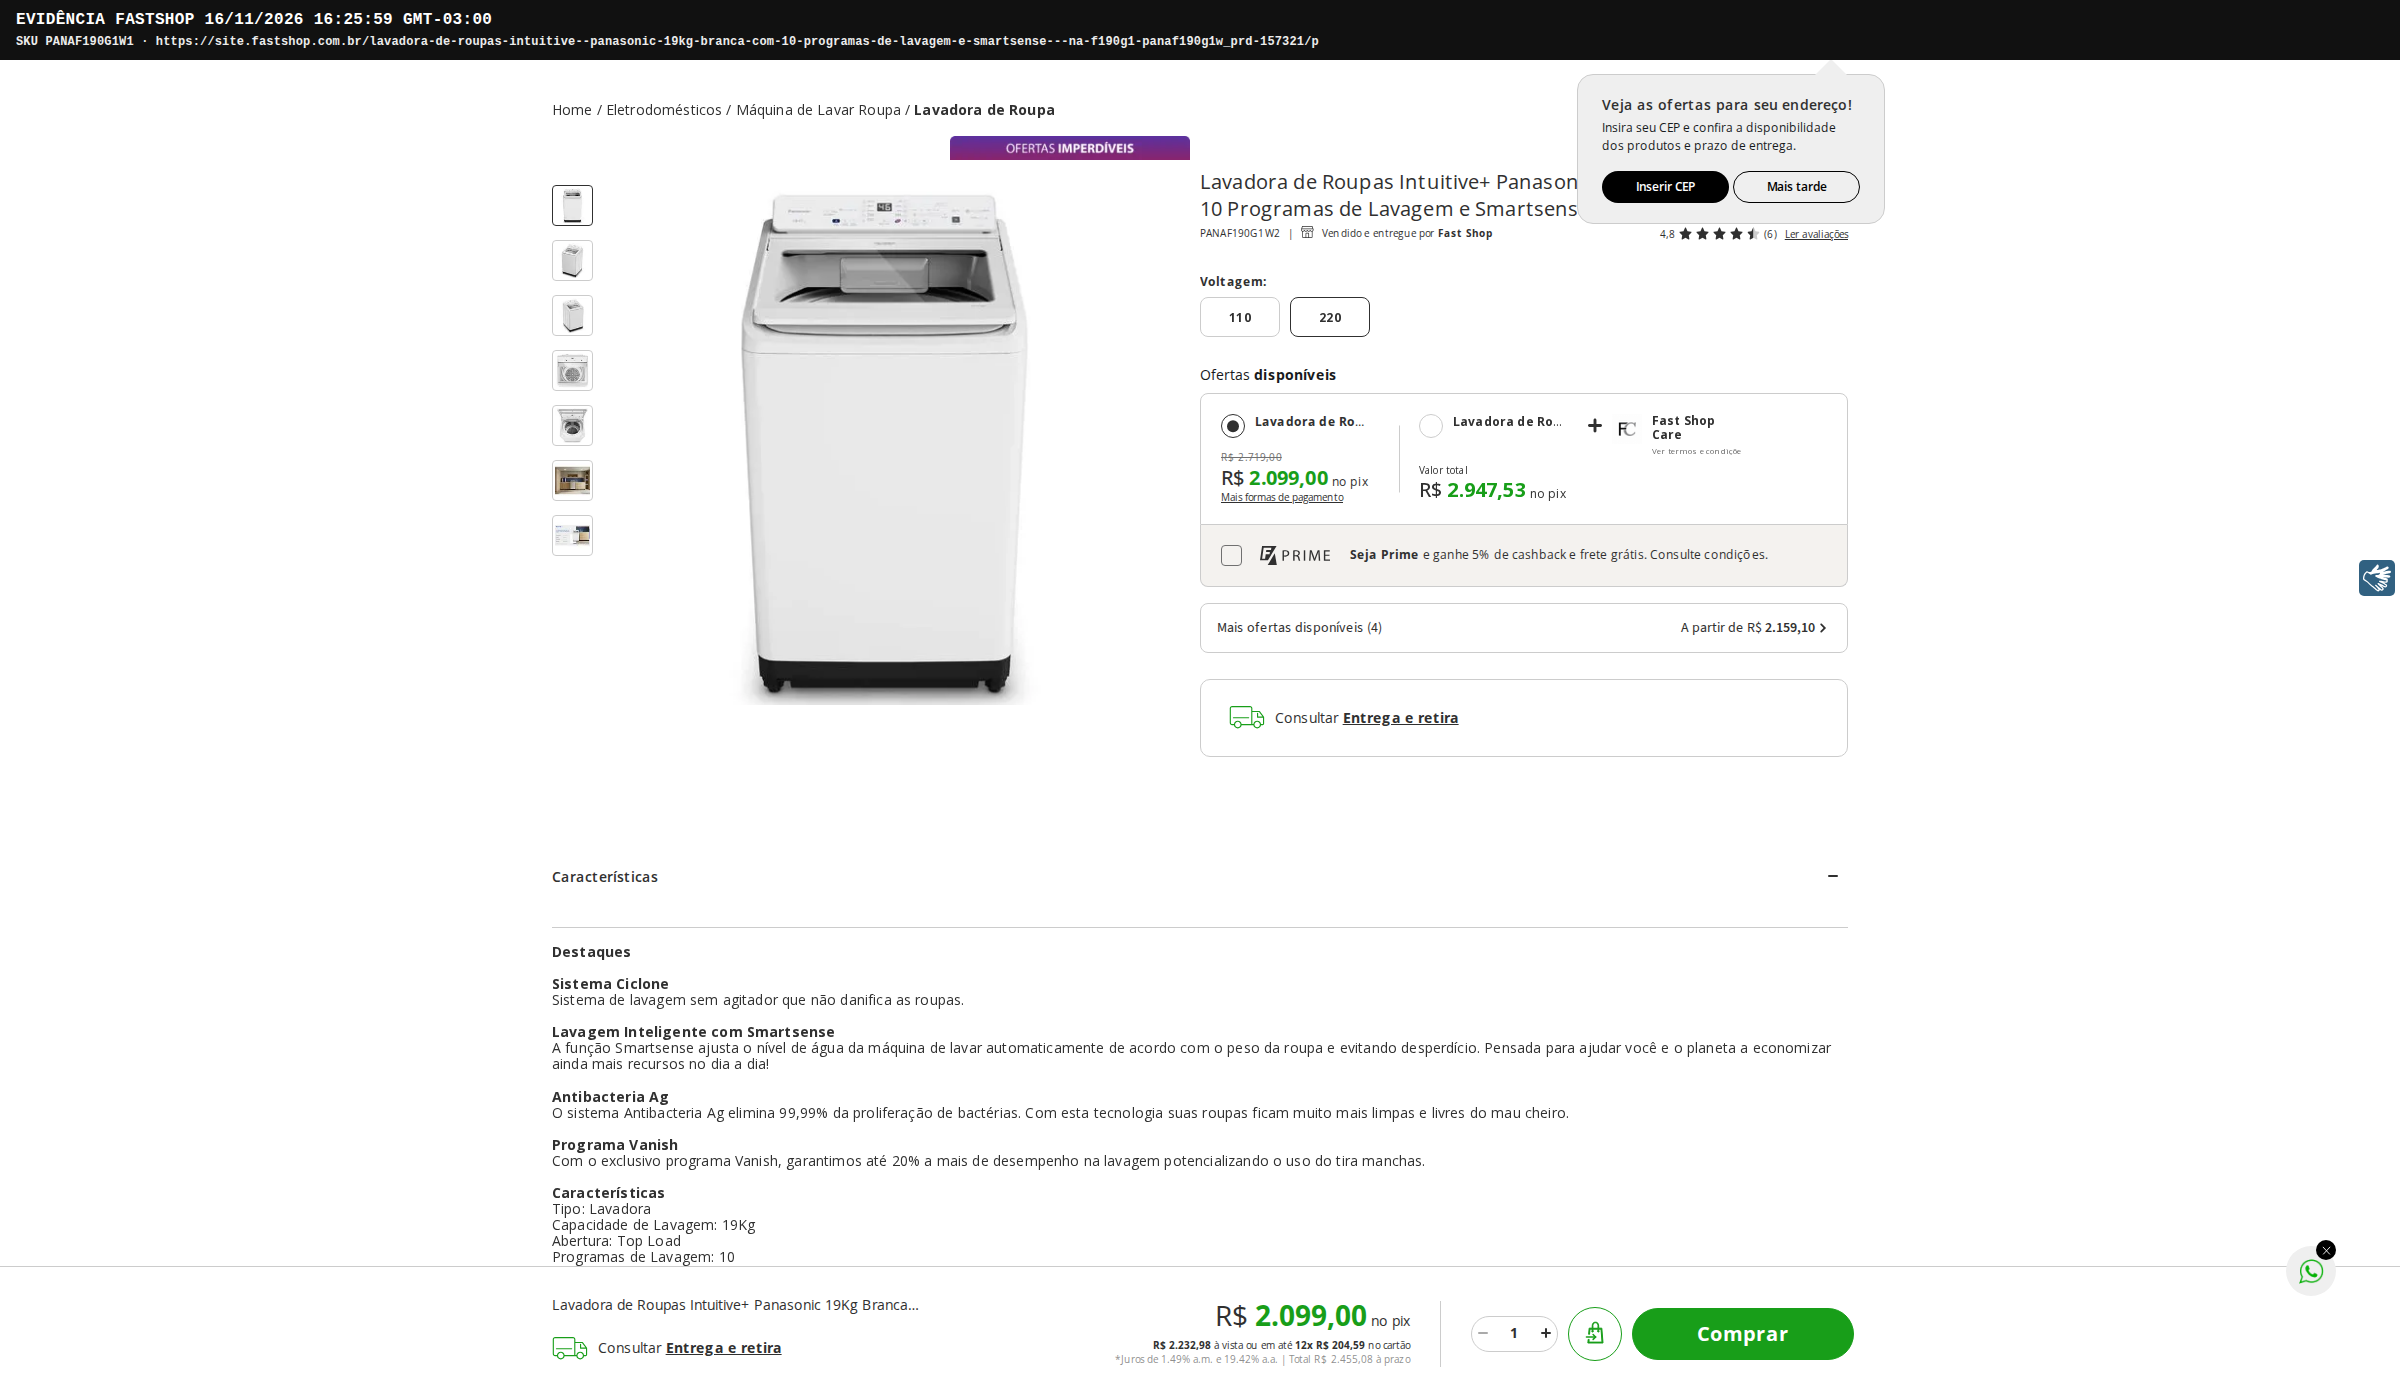 EVIDÊNCIA FASTSHOP 16/11/2026 16:25:59 GMT-03:00
SKU PANAF190G1W1 · https://site.fastshop.com.br/lavadora-de-roupas-intuitive--panasonic-19kg-branca-com-10-programas-de-lavagem-e-smartsense---na-f190g1-panaf190g1w_prd-157321/p
Veja as ofertas para seu endereço!
Insira seu CEP e confira a disponibilidade
dos produtos e prazo de entrega.
Inserir CEP
Mais tarde
Home / Eletrodomésticos / Máquina de Lavar Roupa / Lavadora de Roupa
OFERTAS IMPERDÍVEIS
Lavadora de Roupas Intuitive+ Panason
10 Programas de Lavagem e Smartsens
PANAF190G1W2 | Vendido e entregue por Fast Shop
4,8 (6) Ler avaliações
Voltagem:
110
220
Ofertas disponíveis
Lavadora de Ro...
R$ 2.719,00
R$ 2.099,00 no pix
Mais formas de pagamento
Lavadora de Ro...
+
FC
Fast Shop
Care
Ver termos e condiçõe
Valor total
R$ 2.947,53 no pix
PRIME Seja Prime e ganhe 5% de cashback e frete grátis. Consulte condições.
Mais ofertas disponíveis (4)
A partir de R$ 2.159,10
Consultar Entrega e retira
Características
Destaques
Sistema Ciclone
Sistema de lavagem sem agitador que não danifica as roupas.
Lavagem Inteligente com Smartsense
A função Smartsense ajusta o nível de água da máquina de lavar automaticamente de acordo com o peso da roupa e evitando desperdício. Pensada para ajudar você e o planeta a economizar
ainda mais recursos no dia a dia!
Antibacteria Ag
O sistema Antibacteria Ag elimina 99,99% da proliferação de bactérias. Com esta tecnologia suas roupas ficam muito mais limpas e livres do mau cheiro.
Programa Vanish
Com o exclusivo programa Vanish, garantimos até 20% a mais de desempenho na lavagem potencializando o uso do tira manchas.
Características
Tipo: Lavadora
Capacidade de Lavagem: 19Kg
Abertura: Top Load
Programas de Lavagem: 10
Lavadora de Roupas Intuitive+ Panasonic 19Kg Branca...
Consultar Entrega e retira
R$ 2.099,00 no pix
R$ 2.232,98 à vista ou em até 12x R$ 204,59 no cartão
*Juros de 1.49% a.m. e 19.42% a.a. | Total R$ 2.455,08 à prazo
− 1 +
Comprar